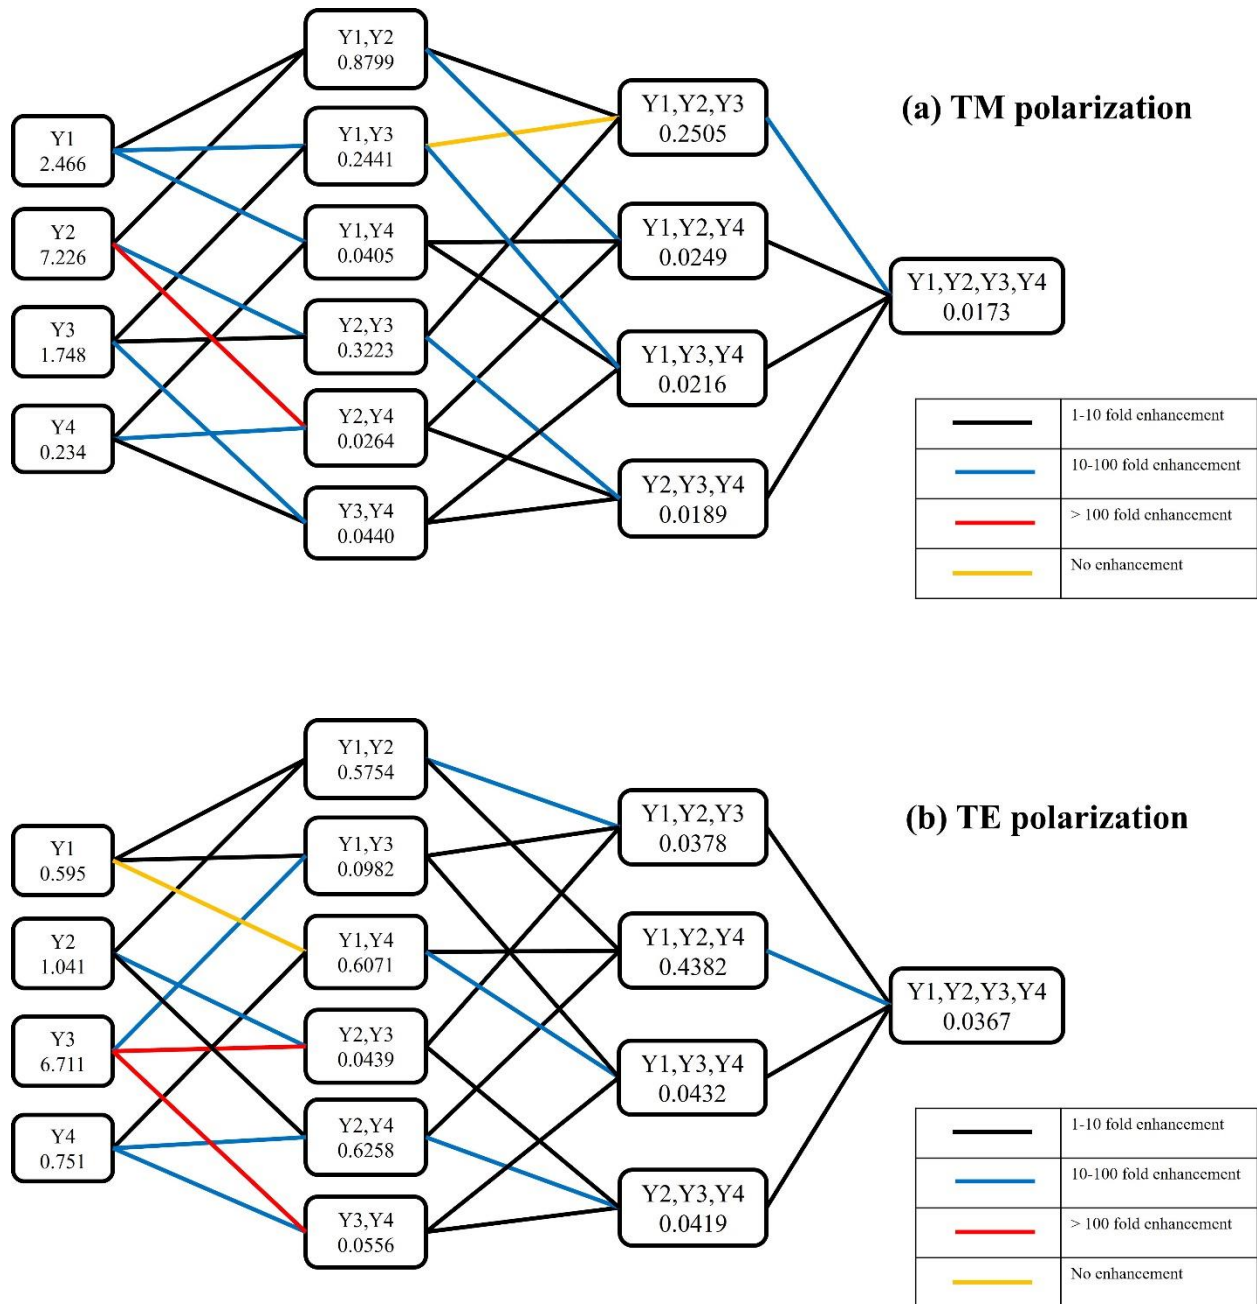 (a) TM polarization
Y1
2.466
Y2
7.226
Y3
1.748
Y4
0.234
Y1,Y2
0.8799
Y1,Y3
0.2441
Y1,Y4
0.0405
Y2,Y3
0.3223
Y2,Y4
0.0264
Y3,Y4
0.0440
Y1,Y2,Y3
0.2505
Y1,Y2,Y4
0.0249
Y1,Y3,Y4
0.0216
Y2,Y3,Y4
0.0189
Y1,Y2,Y3,Y4
0.0173
1-10 fold enhancement
10-100 fold enhancement
> 100 fold enhancement
No enhancement
(b) TE polarization
Y1
0.595
Y2
1.041
Y3
6.711
Y4
0.751
Y1,Y2
0.5754
Y1,Y3
0.0982
Y1,Y4
0.6071
Y2,Y3
0.0439
Y2,Y4
0.6258
Y3,Y4
0.0556
Y1,Y2,Y3
0.0378
Y1,Y2,Y4
0.4382
Y1,Y3,Y4
0.0432
Y2,Y3,Y4
0.0419
Y1,Y2,Y3,Y4
0.0367
1-10 fold enhancement
10-100 fold enhancement
> 100 fold enhancement
No enhancement